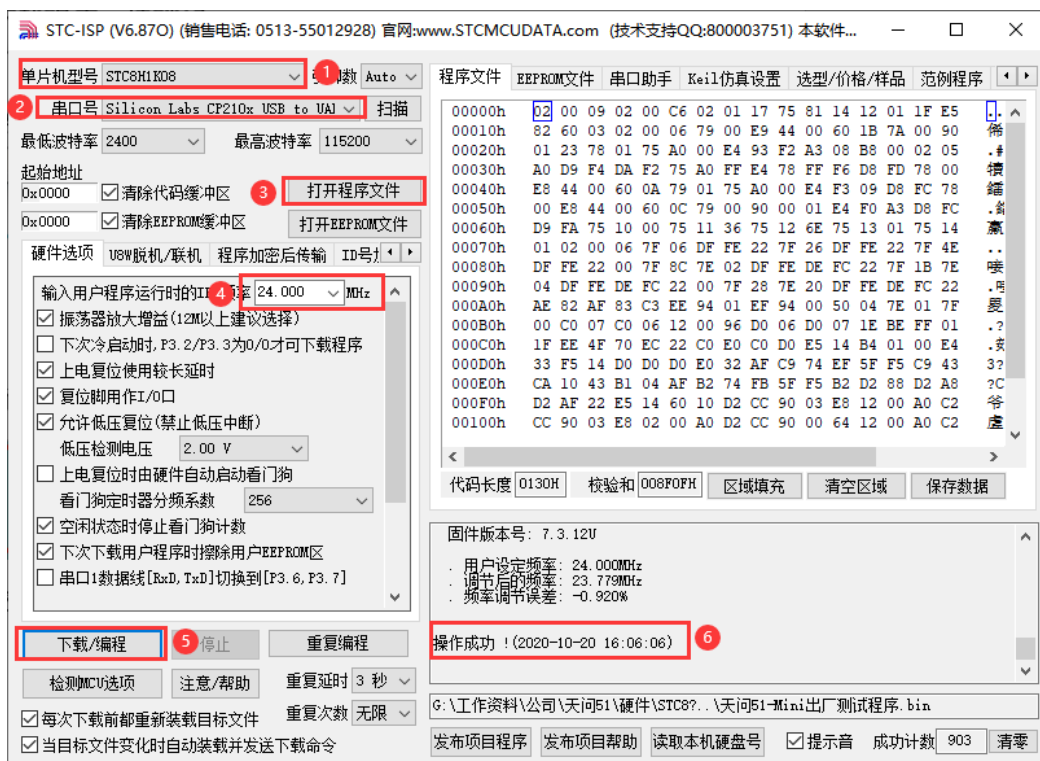 STC-ISP (V6.87O) (销售电话: 0513-55012928) 官网:www.STCMCUDATA.com (技术支持QQ:800003751) 本软件...
单片机型号 STC8H1K08 1 数 Auto
2 串口号 Silicon Labs CP210x USB to UA 扫描
最低波特率 2400 最高波特率 115200
起始地址
0x0000 清除代码缓冲区 3 打开程序文件
0x0000 清除EEPROM缓冲区 打开EEPROM文件
硬件选项 U8W脱机/联机 程序加密后传输 ID号
输入用户程序运行时的I 4 率 24.000 MHz
振荡器放大增益(12M以上建议选择)
下次冷启动时,P3.2/P3.3为0/0才可下载程序
上电复位使用较长延时
复位脚用作I/O口
允许低压复位(禁止低压中断)
低压检测电压 2.00 V
上电复位时由硬件自动启动看门狗
看门狗定时器分频系数 256
空闲状态时停止看门狗计数
下次下载用户程序时擦除用户EEPROM区
串口1数据线[RxD,TxD]切换到[P3.6,P3.7]
下载/编程 5 停止 重复编程
检测MCU选项 注意/帮助 重复延时 3 秒
每次下载前都重新装载目标文件 重复次数 无限
当目标文件变化时自动装载并发送下载命令
程序文件 EEPROM文件 串口助手 Keil仿真设置 选型/价格/样品 范例程序
00000h 02 00 09 02 00 C6 02 01 17 75 81 14 12 01 1F E5 ..
00010h 82 60 03 02 00 06 79 00 E9 44 00 60 1B 7A 00 90
00020h 01 23 78 01 75 A0 00 E4 93 F2 A3 08 B8 00 02 05 .#
00030h A0 D9 F4 DA F2 75 A0 FF E4 78 FF F6 D8 FD 78 00
00040h E8 44 00 60 0A 79 01 75 A0 00 E4 F3 09 D8 FC 78
00050h 00 E8 44 00 60 0C 79 00 90 00 01 E4 F0 A3 D8 FC
00060h D9 FA 75 10 00 75 11 36 75 12 6E 75 13 01 75 14
00070h 01 02 00 06 7F 06 DF FE 22 7F 26 DF FE 22 7F 4E ..
00080h DF FE 22 00 7F 8C 7E 02 DF FE DE FC 22 7F 1B 7E
00090h 04 DF FE DE FC 22 00 7F 28 7E 20 DF FE DE FC 22
000A0h AE 82 AF 83 C3 EE 94 01 EF 94 00 50 04 7E 01 7F
000B0h 00 C0 07 C0 06 12 00 96 D0 06 D0 07 1E BE FF 01 .?
000C0h 1F EE 4F 70 EC 22 C0 E0 C0 D0 E5 14 B4 01 00 E4
000D0h 33 F5 14 D0 D0 D0 E0 32 AF C9 74 EF 5F F5 C9 43 3?
000E0h CA 10 43 B1 04 AF B2 74 FB 5F F5 B2 D2 88 D2 A8 ?C
000F0h D2 AF 22 E5 14 60 10 D2 CC 90 03 E8 12 00 A0 C2 爷
00100h CC 90 03 E8 02 00 A0 D2 CC 90 00 64 12 00 A0 C2
代码长度 0130H 校验和 008F0FH 区域填充 清空区域 保存数据
固件版本号: 7.3.12U
. 用户设定频率: 24.000MHz
. 调节后的频率: 23.779MHz
. 频率调节误差: -0.920%
操作成功 !(2020-10-20 16:06:06) 6
G:\工作资料\公司\天问51\硬件\STC8?..\天问51-Mini出厂测试程序.bin
发布项目程序 发布项目帮助 读取本机硬盘号 提示音 成功计数 903 清零